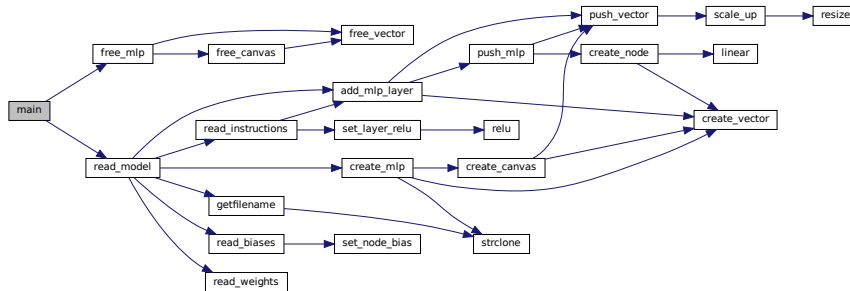 push_vector
scale_up
resize
free_vector
free_mlp
free_canvas
push_mlp
create_node
linear
add_mlp_layer
main
create_vector
read_instructions
set_layer_relu
relu
read_model
create_mlp
create_canvas
getfilename
read_biases
set_node_bias
strclone
read_weights